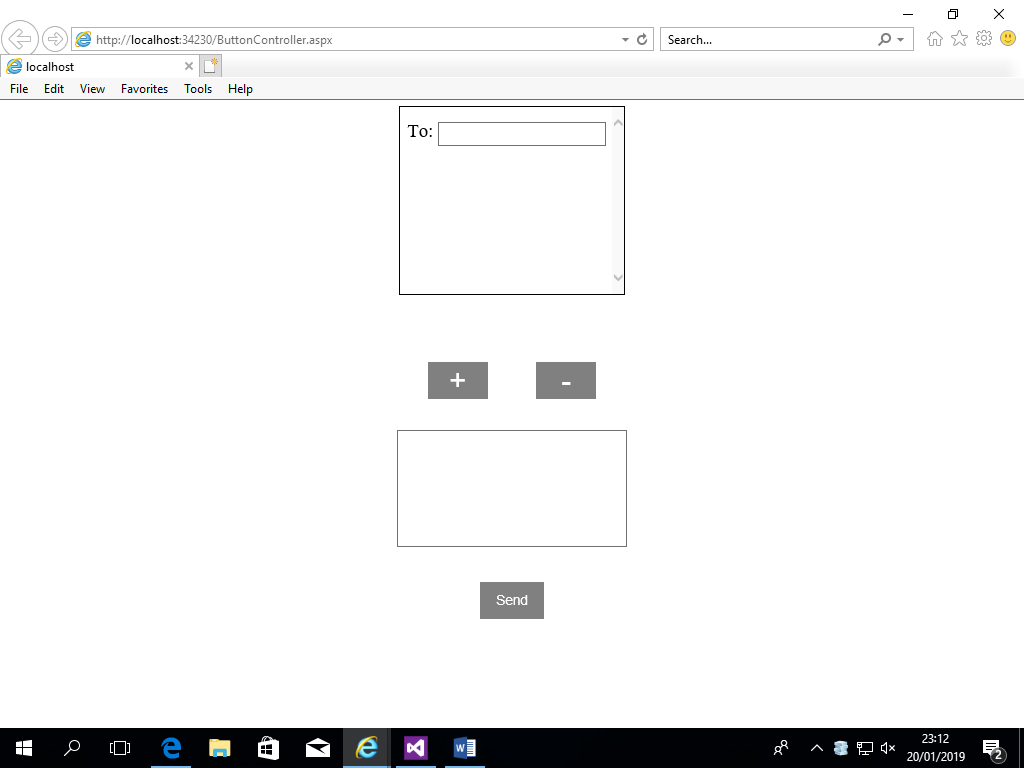 http://localhost:34230/ButtonController.aspx
Search...
localhost
File Edit View Favorites Tools Help
To:
+ -
Send
23:12
20/01/2019
2